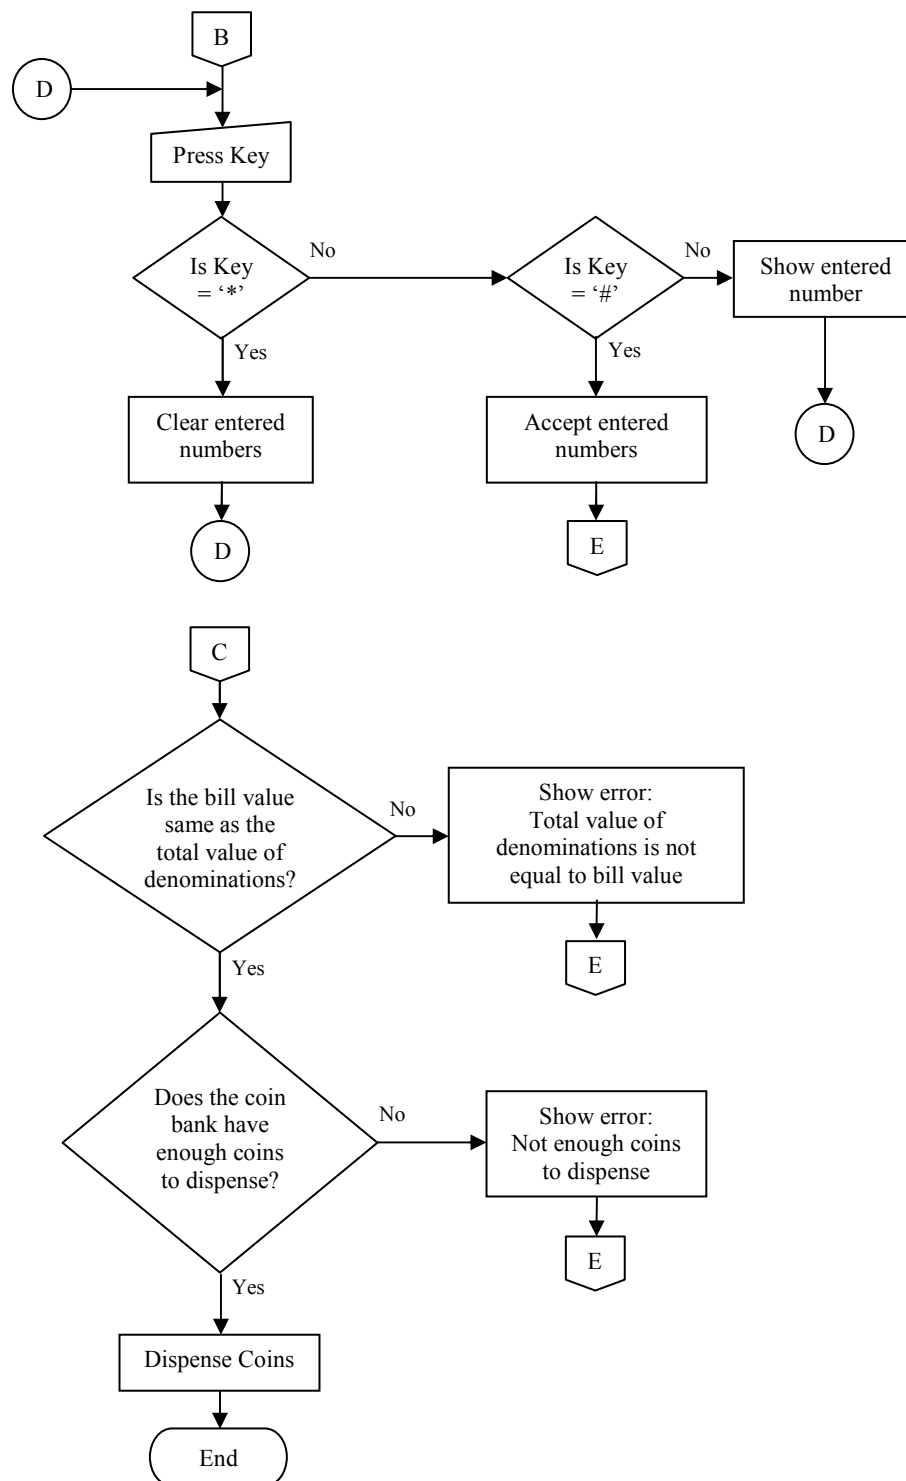 B
D
Press Key
Is Key
= ‘*’
No
Is Key
= ‘#’
No
Show entered
number
Yes
Yes
Clear entered
numbers
Accept entered
numbers
D
D
E
C
Is the bill value
same as the
total value of
denominations?
No
Show error:
Total value of
denominations is not
equal to bill value
E
Yes
Does the coin
bank have
enough coins
to dispense?
No
Show error:
Not enough coins
to dispense
E
Yes
Dispense Coins
End